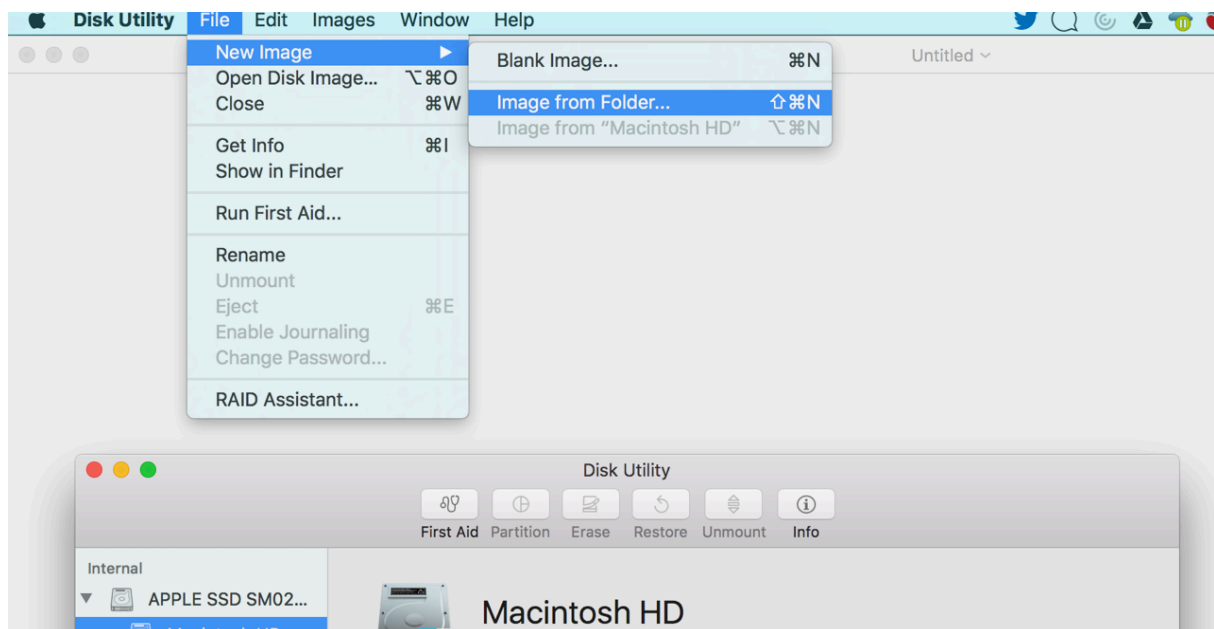 Disk Utility File Edit Images Window Help
New Image
Open Disk Image... ⌥⌘O
Close ⌘W
Get Info ⌘I
Show in Finder
Run First Aid...
Rename
Unmount
Eject ⌘E
Enable Journaling
Change Password...
RAID Assistant...
Blank Image... ⌘N
Image from Folder... ⇧⌘N
Image from “Macintosh HD” ⌥⌘N
Untitled
Disk Utility
First Aid Partition Erase Restore Unmount Info
Internal
APPLE SSD SM02...
Macintosh HD